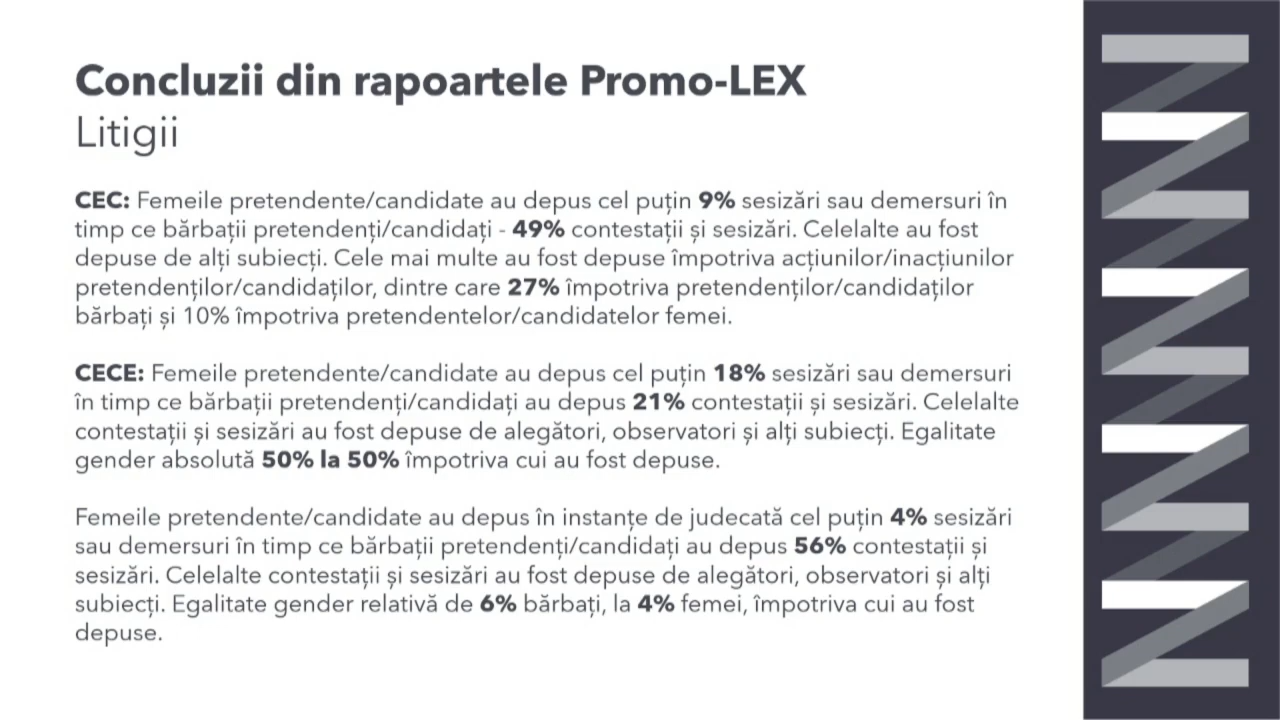 Concluzii din rapoartele Promo-LEX
Litigii
CEC: Femeile pretendente/candidate au depus cel puțin 9% sesizări sau demersuri în
timp ce bărbații pretendenți/candidați - 49% contestații și sesizări. Celelalte au fost
depuse de alți subiecți. Cele mai multe au fost depuse împotriva acțiunilor/inacțiunilor
pretendenților/candidaților, dintre care 27% împotriva pretendenților/candidaților
bărbați și 10% împotriva pretendentelor/candidatelor femei.
CECE: Femeile pretendente/candidate au depus cel puțin 18% sesizări sau demersuri
în timp ce bărbații pretendenți/candidați au depus 21% contestații și sesizări. Celelalte
contestații și sesizări au fost depuse de alegători, observatori și alți subiecți. Egalitate
gender absolută 50% la 50% împotriva cui au fost depuse.
Femeile pretendente/candidate au depus în instanțe de judecată cel puțin 4% sesizări
sau demersuri în timp ce bărbații pretendenți/candidați au depus 56% contestații și
sesizări. Celelalte contestații și sesizări au fost depuse de alegători, observatori și alți
subiecți. Egalitate gender relativă de 6% bărbați, la 4% femei, împotriva cui au fost
depuse.